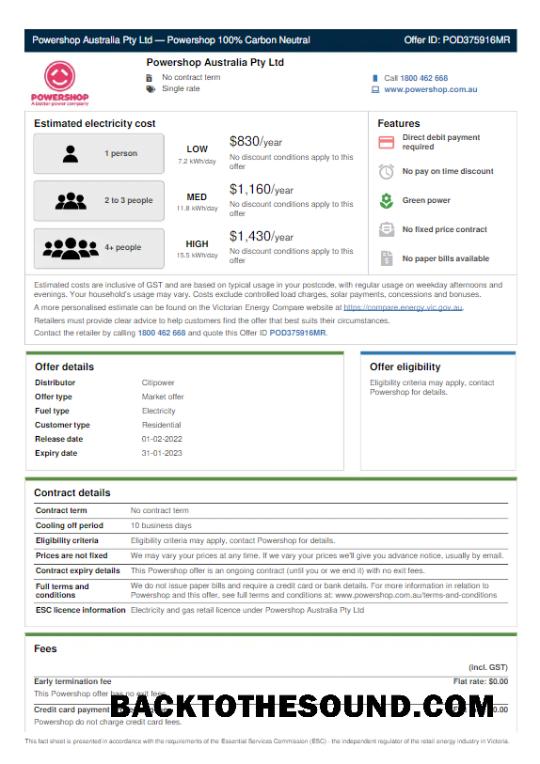 Powershop Australia Pty Ltd — Powershop 100% Carbon Neutral Offer ID: POD375916MR
Powershop Australia Pty Ltd
POWERSHOP
A better power company
No contract term
Single rate
Call 1800 462 668
www.powershop.com.au
Estimated electricity cost
1 person
LOW
7.2 kWh/day
$830/year
No discount conditions apply to this
offer
2 to 3 people
MED
11.8 kWh/day
$1,160/year
No discount conditions apply to this
offer
4+ people
HIGH
15.5 kWh/day
$1,430/year
No discount conditions apply to this
offer
Features
Direct debit payment
required
No pay on time discount
Green power
No fixed price contract
No paper bills available
Estimated costs are inclusive of GST and are based on typical usage in your postcode, with regular usage on weekday afternoons and
evenings. Your household's usage may vary. Costs exclude controlled load charges, solar payments, concessions and bonuses.
A more personalised estimate can be found on the Victorian Energy Compare website at https://compare.energy.vic.gov.au.
Retailers must provide clear advice to help customers find the offer that best suits their circumstances.
Contact the retailer by calling 1800 462 668 and quote this Offer ID POD375916MR.
Offer details
Distributor Citipower
Offer type Market offer
Fuel type Electricity
Customer type Residential
Release date 01-02-2022
Expiry date 31-01-2023
Offer eligibility
Eligibility criteria may apply, contact
Powershop for details.
Contract details
Contract term No contract term
Cooling off period 10 business days
Eligibility criteria Eligibility criteria may apply, contact Powershop for details.
Prices are not fixed We may vary your prices at any time. If we vary your prices we'll give you advance notice, usually by email.
Contract expiry details This Powershop offer is an ongoing contract (until you or we end it) with no exit fees.
Full terms and
conditions
We do not issue paper bills and require a credit card or bank details. For more information in relation to
Powershop and this offer, see full terms and conditions at: www.powershop.com.au/terms-and-conditions
ESC licence information Electricity and gas retail licence under Powershop Australia Pty Ltd
Fees
(incl. GST)
Early termination fee Flat rate: $0.00
This Powershop offer has no exit fees.
Credit card payment
BACKTOTHESOUND.COM
Powershop do not charge credit card fees.
This fact sheet is presented in accordance with the requirements of the Essential Services Commission (ESC) - the independent regulator of the retail energy industry in Victoria.